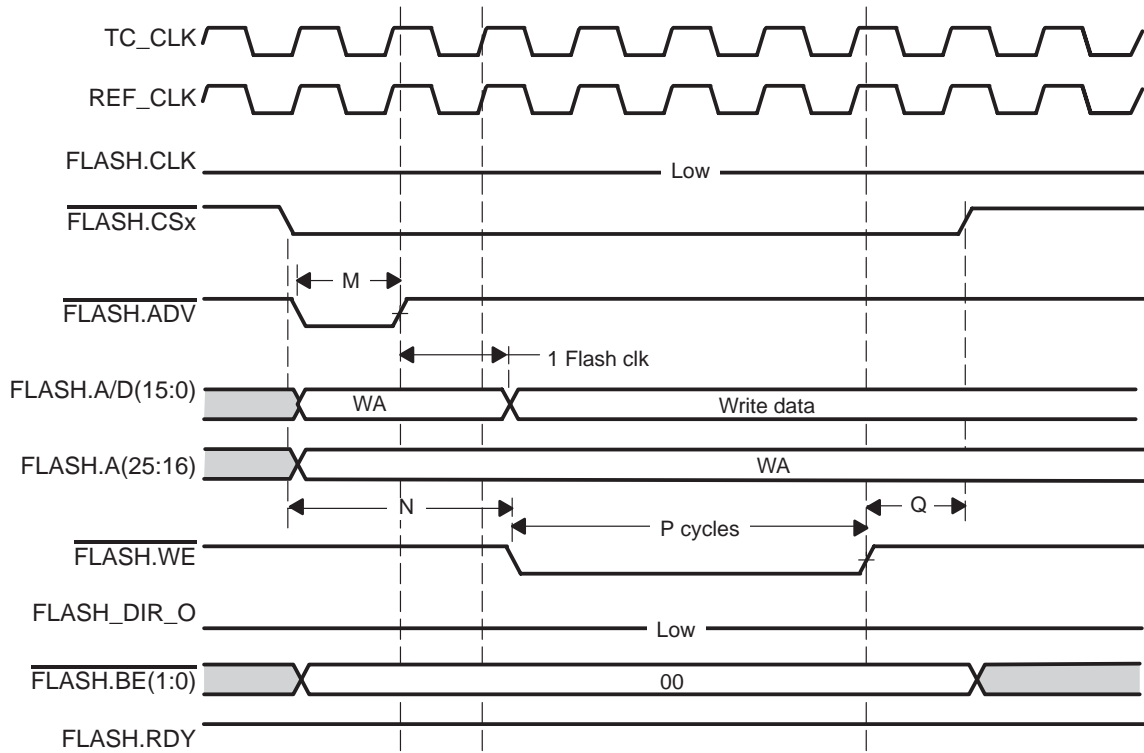 TC_CLK
REF_CLK
FLASH.CLK
Low
FLASH.CSx
M
FLASH.ADV
1 Flash clk
FLASH.A/D(15:0)
WA
Write data
FLASH.A(25:16)
WA
N
Q
P cycles
FLASH.WE
FLASH_DIR_O
Low
FLASH.BE(1:0)
00
FLASH.RDY